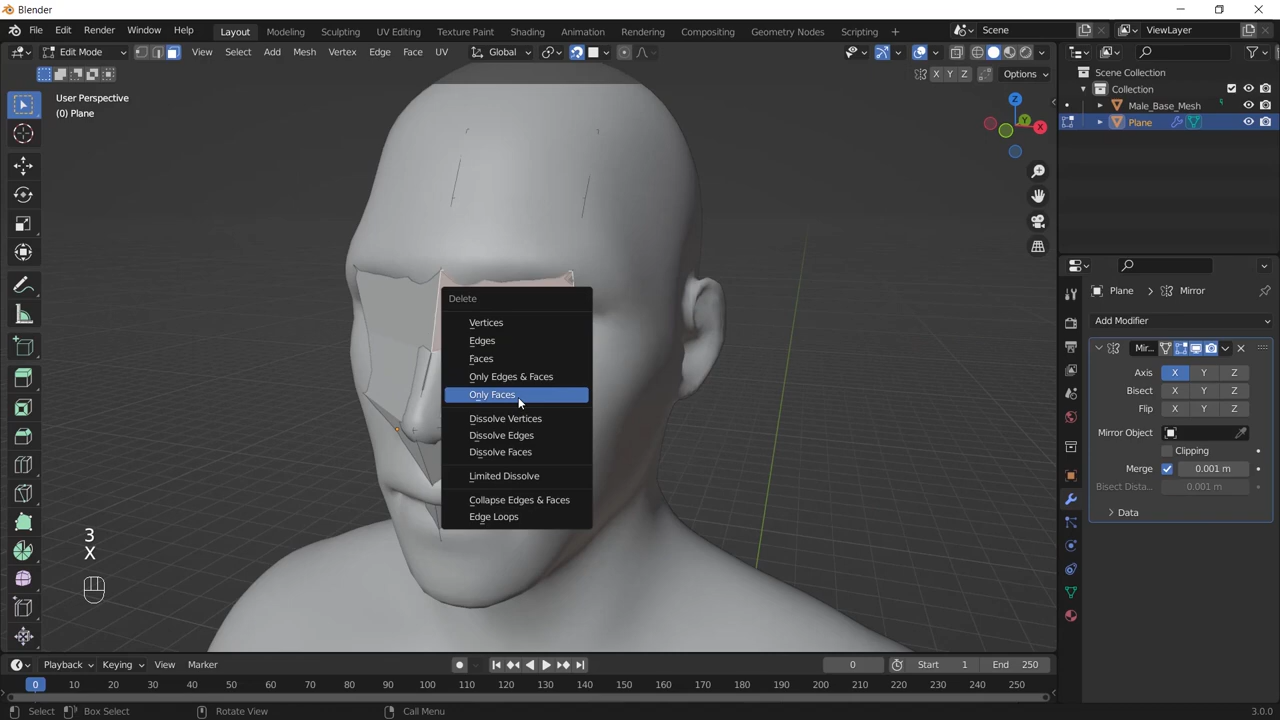 Blender
File Edit Render Window Help Layout Modeling Sculpting UV Editing Texture Paint Shading Animation Rendering Compositing Geometry Nodes Scripting + Scene ViewLayer
Edit Mode View Select Add Mesh Vertex Edge Face UV Global
X Y Z Options
User Perspective
(0) Plane
Z
Y
X
Scene Collection
Collection
Male_Base_Mesh
Plane
Delete
Vertices
Edges
Faces
Only Edges & Faces
Only Faces
Dissolve Vertices
Dissolve Edges
Dissolve Faces
Limited Dissolve
Collapse Edges & Faces
Edge Loops
3
X
Plane > Mirror
Add Modifier
Mir...
Axis X Y Z
Bisect X Y Z
Flip X Y Z
Mirror Object
Clipping
Merge 0.001 m
Bisect Dista... 0.001 m
Data
Playback Keying View Marker 0 Start 1 End 250
0 10 20 30 40 50 60 70 80 90 100 110 120 130 140 150 160 170 180 190 200 210 220 230 240 250
Select Box Select Rotate View Call Menu 3.0.0